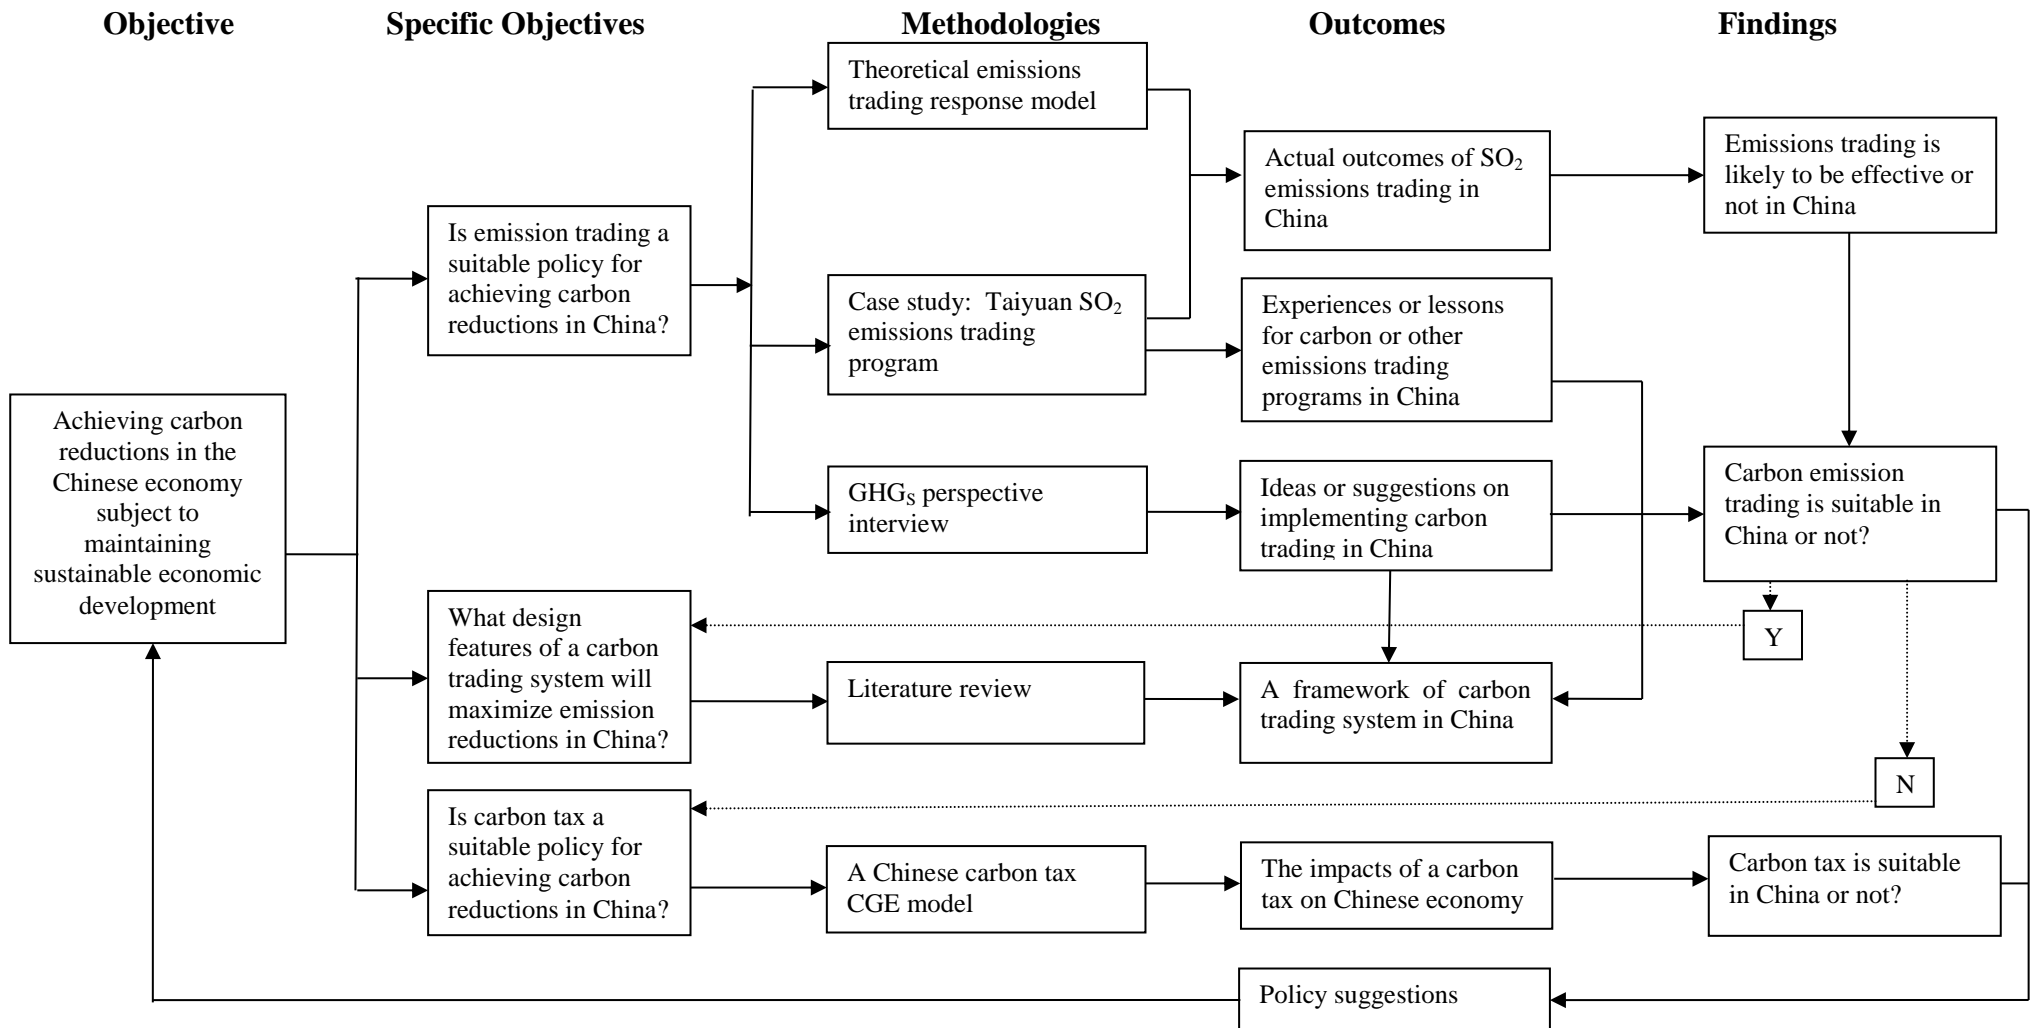 Objective
Specific Objectives
Methodologies
Outcomes
Findings
Achieving carbon
reductions in the
Chinese economy
subject to
maintaining
sustainable economic
development
Is emission trading a
suitable policy for
achieving carbon
reductions in China?
What design
features of a carbon
trading system will
maximize emission
reductions in China?
Is carbon tax a
suitable policy for
achieving carbon
reductions in China?
Theoretical emissions
trading response model
Case study: Taiyuan SO₂
emissions trading
program
GHGₛ perspective
interview
Literature review
A Chinese carbon tax
CGE model
Actual outcomes of SO₂
emissions trading in
China
Experiences or lessons
for carbon or other
emissions trading
programs in China
Ideas or suggestions on
implementing carbon
trading in China
A framework of carbon
trading system in China
The impacts of a carbon
tax on Chinese economy
Policy suggestions
Emissions trading is
likely to be effective or
not in China
Carbon emission
trading is suitable in
China or not?
Y
N
Carbon tax is suitable
in China or not?